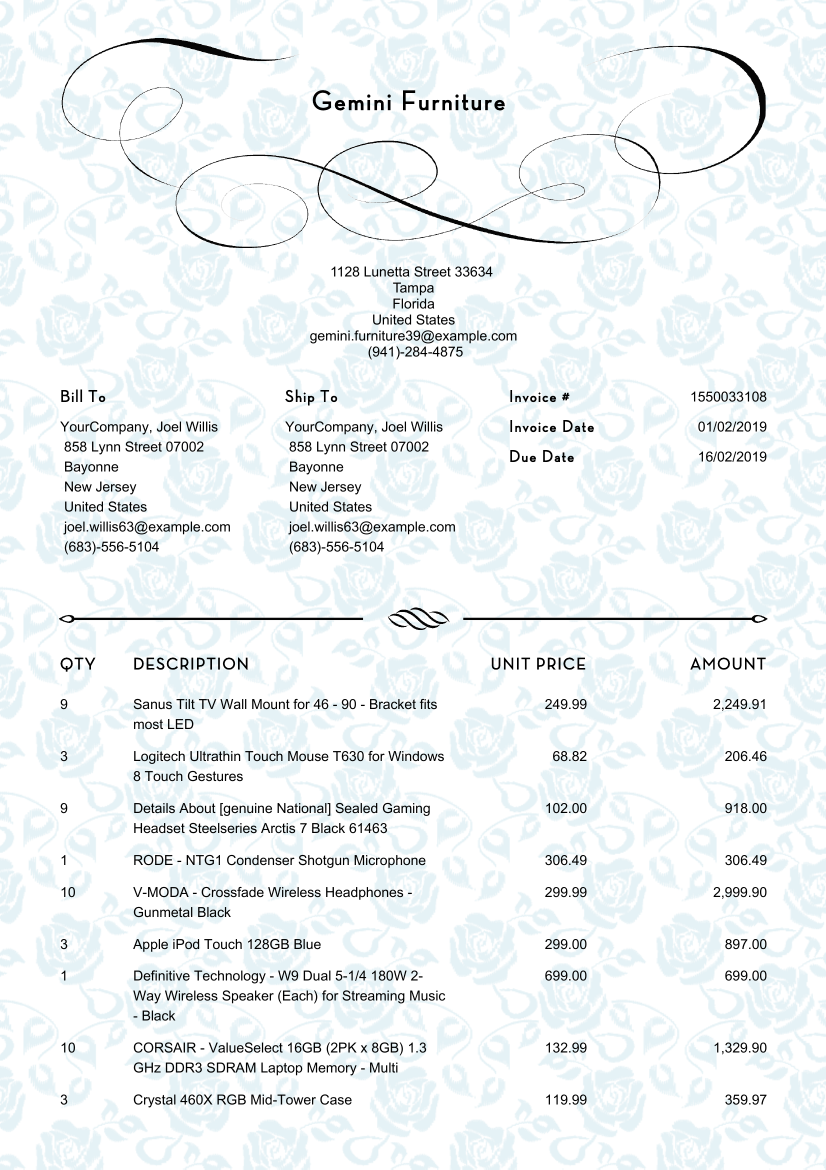 Gemini Furniture
1128 Lunetta Street 33634
Tampa
Florida
United States
gemini.furniture39@example.com
(941)-284-4875
Bill To
YourCompany, Joel Willis
858 Lynn Street 07002
Bayonne
New Jersey
United States
joel.willis63@example.com
(683)-556-5104
Ship To
YourCompany, Joel Willis
858 Lynn Street 07002
Bayonne
New Jersey
United States
joel.willis63@example.com
(683)-556-5104
Invoice # 1550033108
Invoice Date 01/02/2019
Due Date 16/02/2019
QTY DESCRIPTION UNIT PRICE AMOUNT
9 Sanus Tilt TV Wall Mount for 46 - 90 - Bracket fits 249.99 2,249.91
most LED
3 Logitech Ultrathin Touch Mouse T630 for Windows 68.82 206.46
8 Touch Gestures
9 Details About [genuine National] Sealed Gaming 102.00 918.00
Headset Steelseries Arctis 7 Black 61463
1 RODE - NTG1 Condenser Shotgun Microphone 306.49 306.49
10 V-MODA - Crossfade Wireless Headphones - 299.99 2,999.90
Gunmetal Black
3 Apple iPod Touch 128GB Blue 299.00 897.00
1 Definitive Technology - W9 Dual 5-1/4 180W 2- 699.00 699.00
Way Wireless Speaker (Each) for Streaming Music
- Black
10 CORSAIR - ValueSelect 16GB (2PK x 8GB) 1.3 132.99 1,329.90
GHz DDR3 SDRAM Laptop Memory - Multi
3 Crystal 460X RGB Mid-Tower Case 119.99 359.97